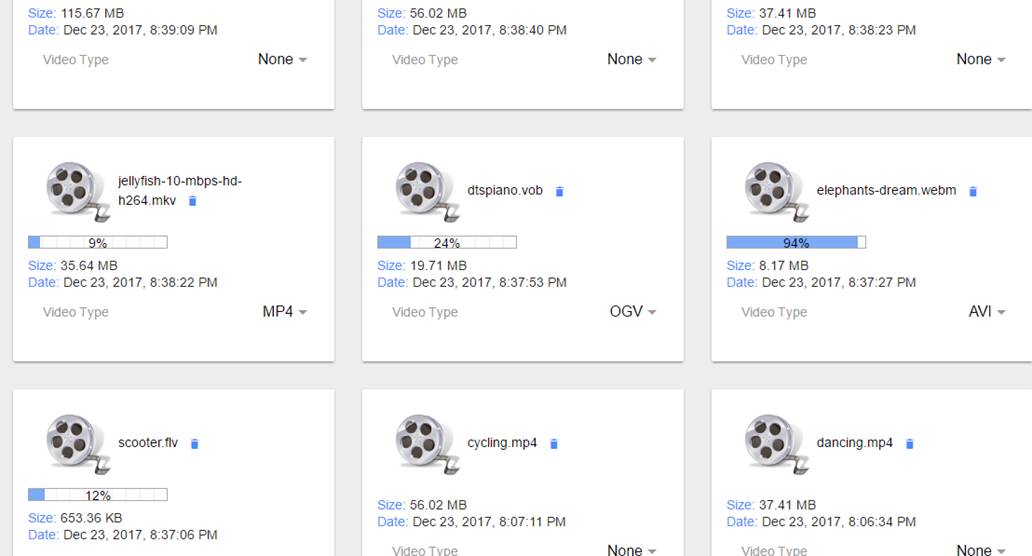 Size: 115.67 MB
Date: Dec 23, 2017, 8:39:09 PM
Video Type None
Size: 56.02 MB
Date: Dec 23, 2017, 8:38:40 PM
Video Type None
Size: 37.41 MB
Date: Dec 23, 2017, 8:38:23 PM
Video Type None
jellyfish-10-mbps-hd-
h264.mkv
9%
Size: 35.64 MB
Date: Dec 23, 2017, 8:38:22 PM
Video Type MP4
dtspiano.vob
24%
Size: 19.71 MB
Date: Dec 23, 2017, 8:37:53 PM
Video Type OGV
elephants-dream.webm
94%
Size: 8.17 MB
Date: Dec 23, 2017, 8:37:27 PM
Video Type AVI
scooter.flv
12%
Size: 653.36 KB
Date: Dec 23, 2017, 8:37:06 PM
cycling.mp4
Size: 56.02 MB
Date: Dec 23, 2017, 8:07:11 PM
Video Type None
dancing.mp4
Size: 37.41 MB
Date: Dec 23, 2017, 8:06:34 PM
Video Type None